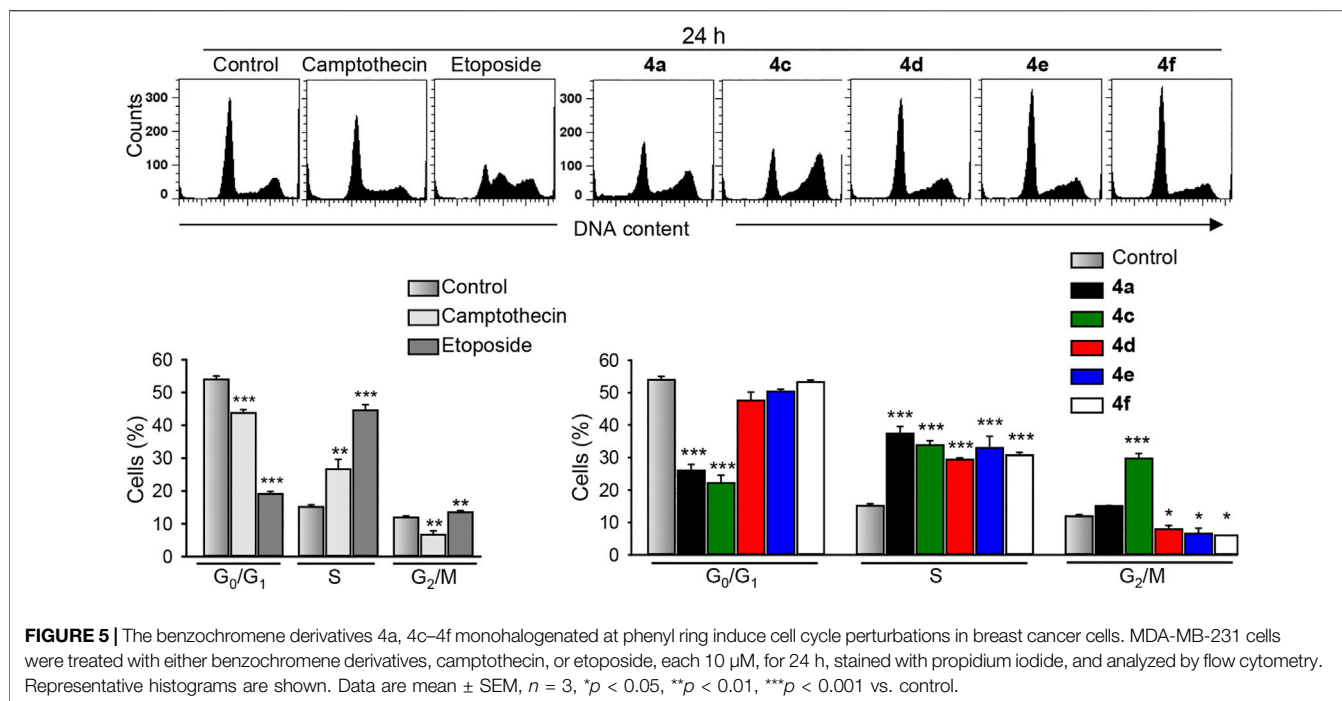 24 h
Control Camptothecin Etoposide 4a 4c 4d 4e 4f
Counts
300
200
100
0
300
200
100
0
DNA content
Control
Camptothecin
Etoposide
Cells (%)
60
50
40
30
20
10
0
***
***
**
***
**
**
G0/G1 S G2/M
Control
4a
4c
4d
4e
4f
Cells (%)
60
50
40
30
20
10
0
***
***
***
***
***
***
***
***
*
*
*
G0/G1 S G2/M
FIGURE 5 | The benzochromene derivatives 4a, 4c–4f monohalogenated at phenyl ring induce cell cycle perturbations in breast cancer cells. MDA-MB-231 cells
were treated with either benzochromene derivatives, camptothecin, or etoposide, each 10 μM, for 24 h, stained with propidium iodide, and analyzed by flow cytometry.
Representative histograms are shown. Data are mean ± SEM, n = 3, *p < 0.05, **p < 0.01, ***p < 0.001 vs. control.